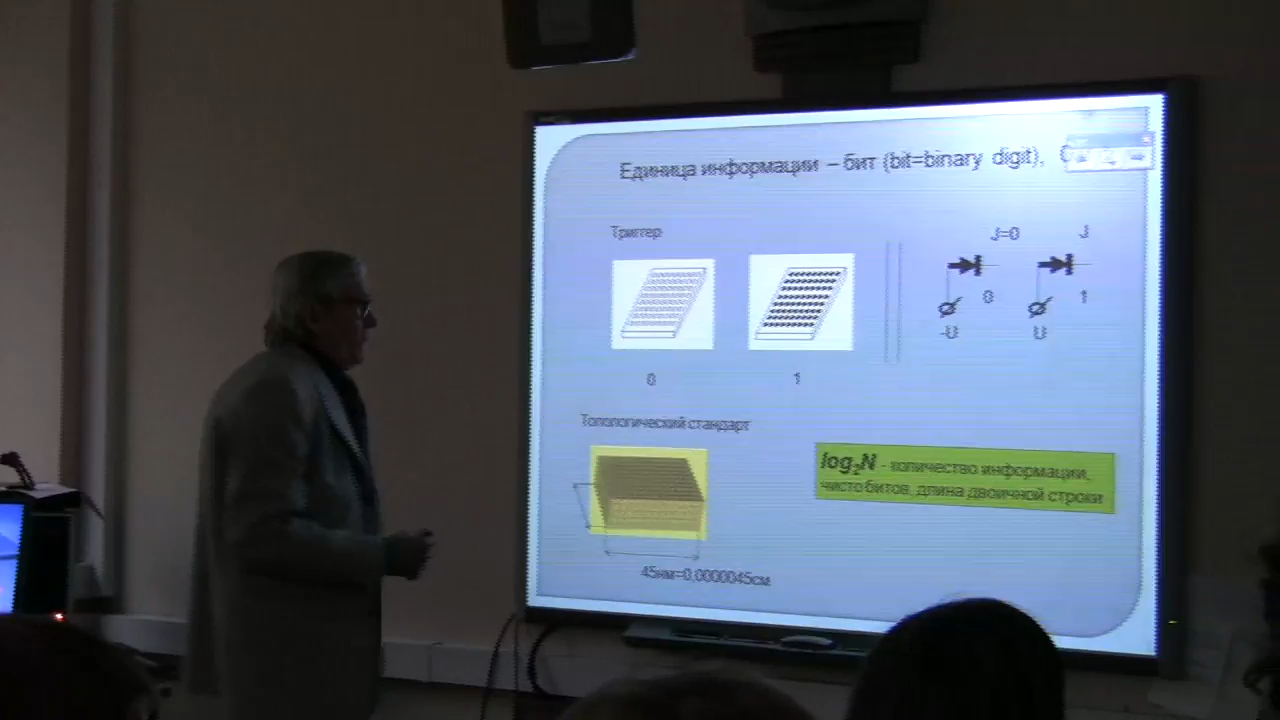 Единица информации – бит (bit=binary digit),
Триггер
J=0 J
0 1
-U U
0 1
Топологический стандарт
log₂N - количество информации,
чисто битов, длина двоичной строки
45нм=0,0000045см